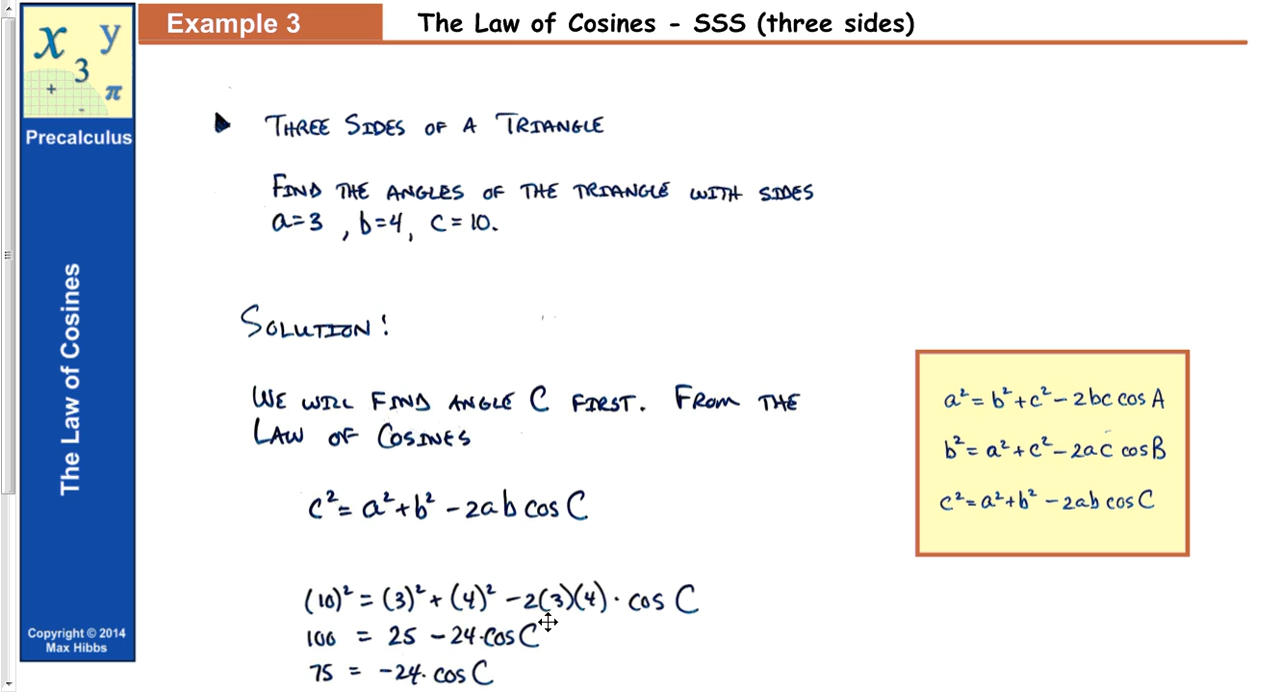 Example 3
The Law of Cosines - SSS (three sides)
x y
3
+ π
-
Precalculus
The Law of Cosines
Copyright © 2014
Max Hibbs
THREE SIDES OF A TRIANGLE
FIND THE ANGLES OF THE TRIANGLE WITH SIDES
a=3 , b=4, c=10.
SOLUTION:
WE WILL FIND ANGLE C FIRST. FROM THE
LAW OF COSINES
c² = a² + b² - 2ab cos C
(10)² = (3)² + (4)² - 2(3)(4) · cos C
100 = 25 - 24·cos C
75 = -24· cos C
a² = b² + c² - 2bc cos A
b² = a² + c² - 2ac cos B
c² = a² + b² - 2ab cos C